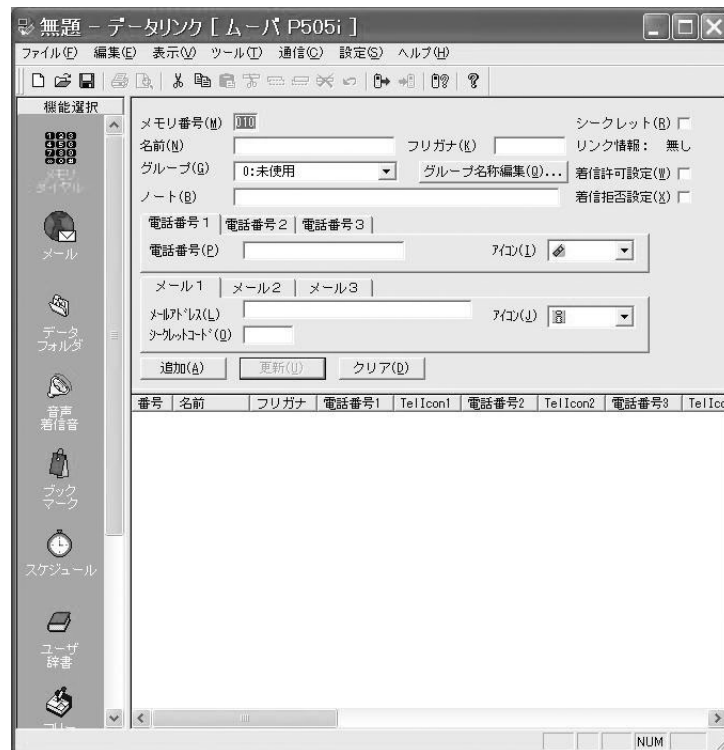 無題 - データリンク [ ムーバ P505i ]
ファイル(F) 編集(E) 表示(V) ツール(T) 通信(C) 設定(S) ヘルプ(H)
機能選択
メモリ
ダイヤル
メール
データ
フォルダ
音声
着信音
ブック
マーク
スケジュール
ユーザ
辞書
メモリ番号(M) 010 シークレット(R)
名前(N) フリガナ(K) リンク情報: 無し
グループ(G) 0:未使用 グループ名称編集(O)... 着信許可設定(W)
ノート(B) 着信拒否設定(X)
電話番号1 電話番号2 電話番号3
電話番号(P) アイコン(I)
メール1 メール2 メール3
メールアドレス(L) アイコン(J)
シークレットコード(Q)
追加(A) 更新(U) クリア(D)
番号 名前 フリガナ 電話番号1 TelIcon1 電話番号2 TelIcon2 電話番号3 TelIco
NUM